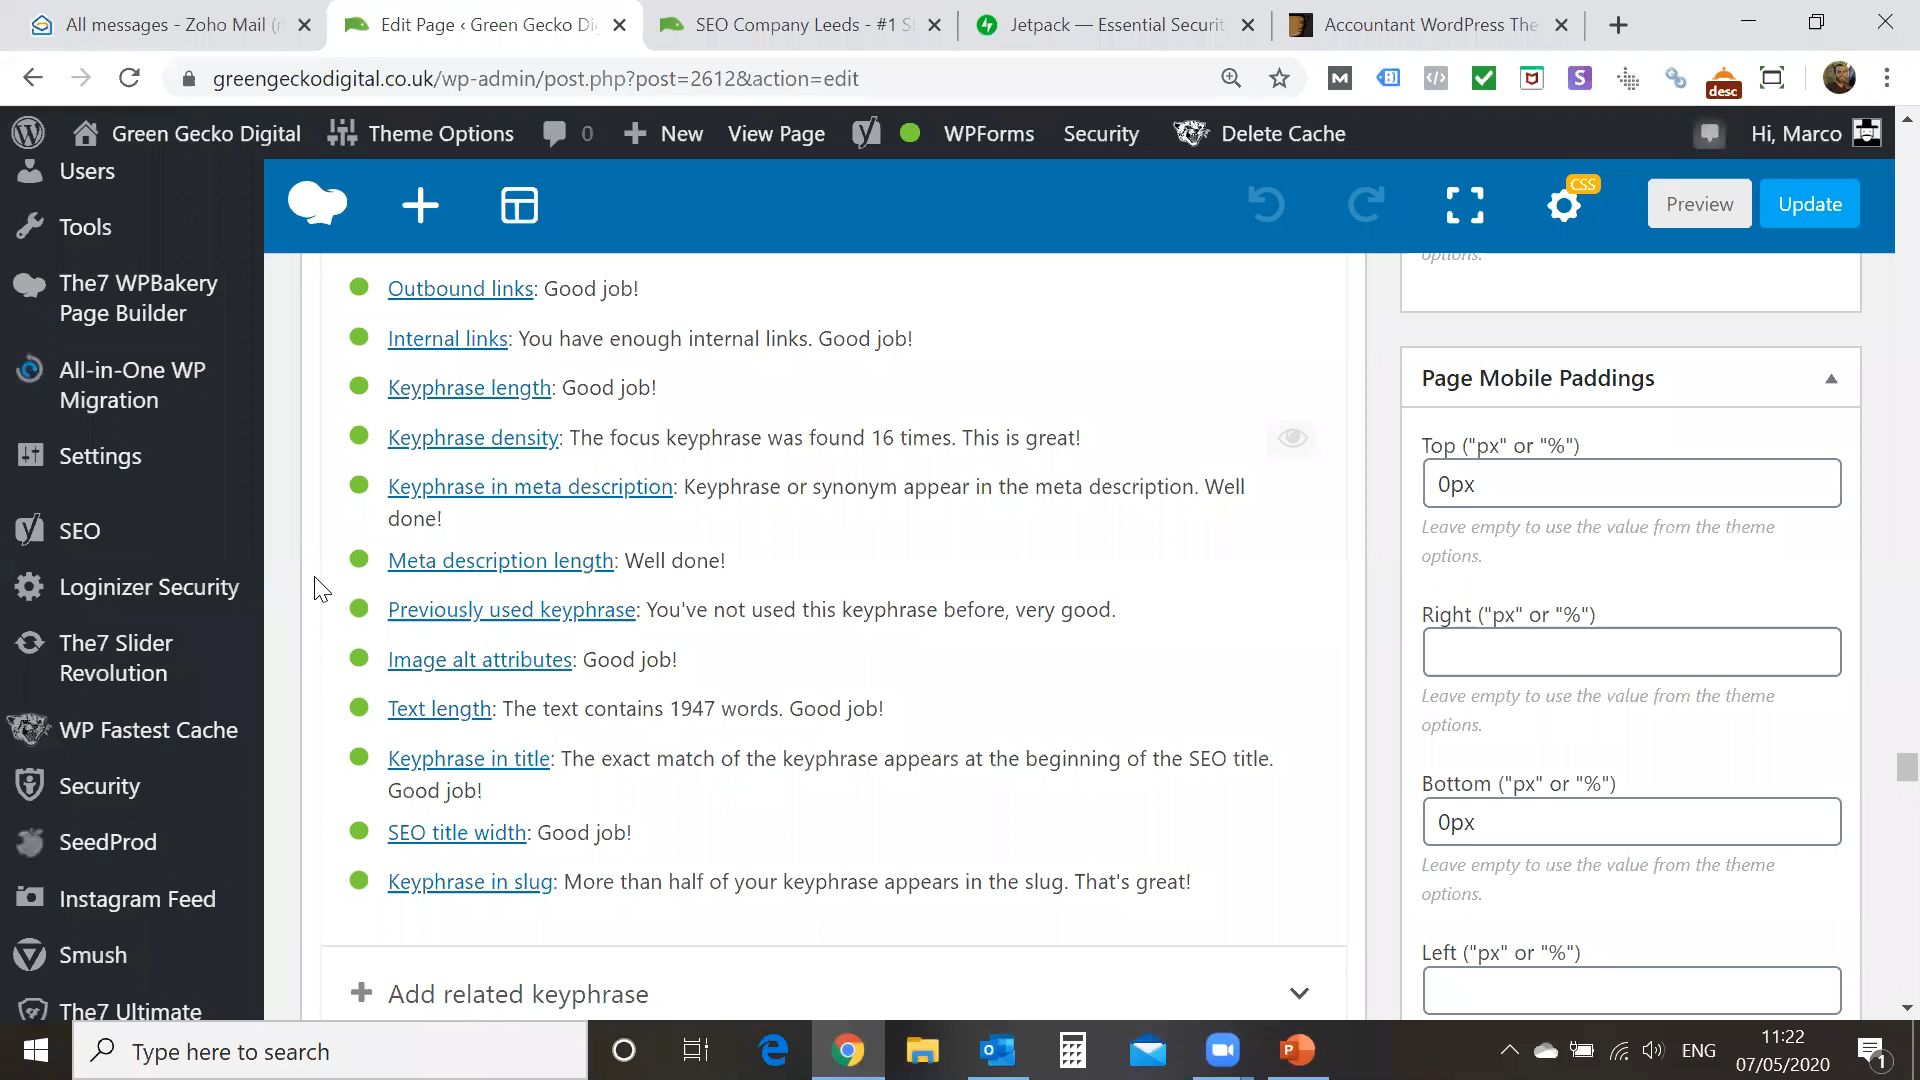 All messages - Zoho Mail (
Edit Page ‹ Green Gecko Di
SEO Company Leeds - #1 S
Jetpack — Essential Securit
Accountant WordPress The
greengeckodigital.co.uk/wp-admin/post.php?post=2612&action=edit
desc
Green Gecko Digital
Theme Options
0
New
View Page
WPForms
Security
Delete Cache
Hi, Marco
Users
Tools
The7 WPBakery
Page Builder
All-in-One WP
Migration
Settings
SEO
Loginizer Security
The7 Slider
Revolution
WP Fastest Cache
Security
SeedProd
Instagram Feed
Smush
The7 Ultimate
CSS
Preview
Update
Outbound links: Good job!
Internal links: You have enough internal links. Good job!
Keyphrase length: Good job!
Keyphrase density: The focus keyphrase was found 16 times. This is great!
Keyphrase in meta description: Keyphrase or synonym appear in the meta description. Well
done!
Meta description length: Well done!
Previously used keyphrase: You've not used this keyphrase before, very good.
Image alt attributes: Good job!
Text length: The text contains 1947 words. Good job!
Keyphrase in title: The exact match of the keyphrase appears at the beginning of the SEO title.
Good job!
SEO title width: Good job!
Keyphrase in slug: More than half of your keyphrase appears in the slug. That's great!
Add related keyphrase
options.
Page Mobile Paddings
Top ("px" or "%")
0px
Leave empty to use the value from the theme
options.
Right ("px" or "%")
Leave empty to use the value from the theme
options.
Bottom ("px" or "%")
0px
Leave empty to use the value from the theme
options.
Left ("px" or "%")
Type here to search
ENG
11:22
07/05/2020
1